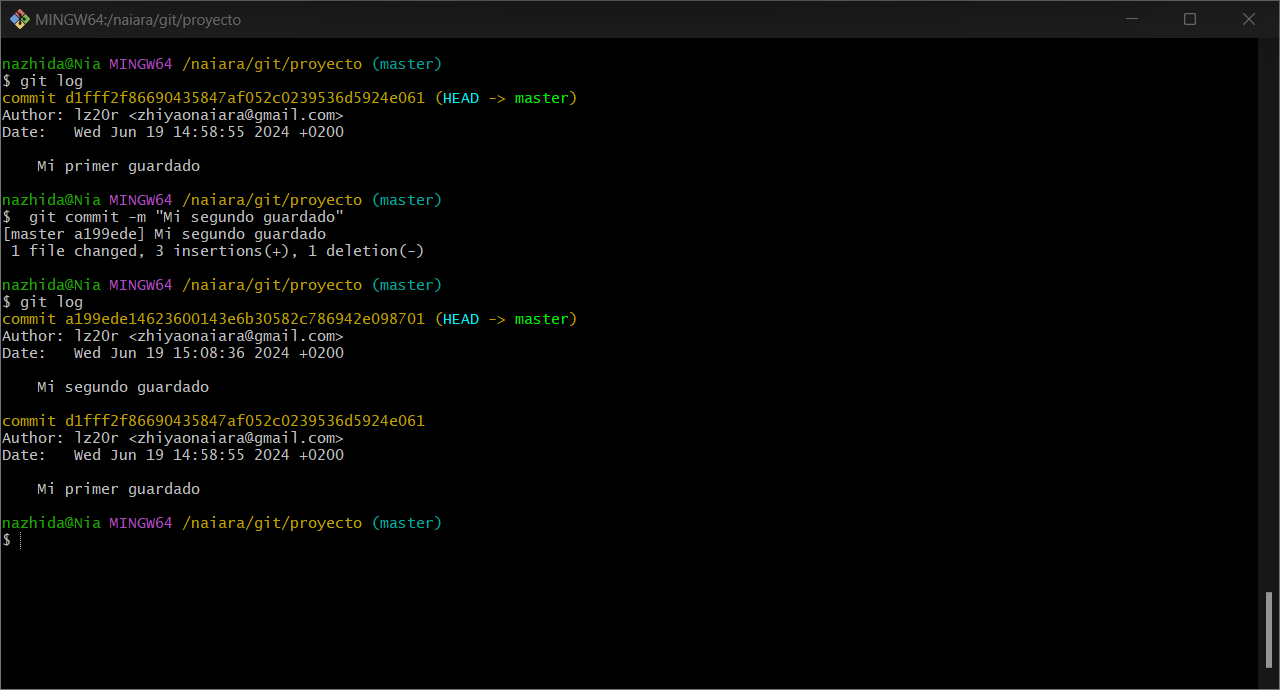 MINGW64:/naiara/git/proyecto
nazhida@Nia MINGW64 /naiara/git/proyecto (master)
$ git log
commit d1fff2f86690435847af052c0239536d5924e061 (HEAD -> master)
Author: lz20r <zhiyaonaiara@gmail.com>
Date:   Wed Jun 19 14:58:55 2024 +0200
    Mi primer guardado
nazhida@Nia MINGW64 /naiara/git/proyecto (master)
$  git commit -m "Mi segundo guardado"
[master a199ede] Mi segundo guardado
 1 file changed, 3 insertions(+), 1 deletion(-)
nazhida@Nia MINGW64 /naiara/git/proyecto (master)
$ git log
commit a199ede14623600143e6b30582c786942e098701 (HEAD -> master)
Author: lz20r <zhiyaonaiara@gmail.com>
Date:   Wed Jun 19 15:08:36 2024 +0200
    Mi segundo guardado
commit d1fff2f86690435847af052c0239536d5924e061
Author: lz20r <zhiyaonaiara@gmail.com>
Date:   Wed Jun 19 14:58:55 2024 +0200
    Mi primer guardado
nazhida@Nia MINGW64 /naiara/git/proyecto (master)
$